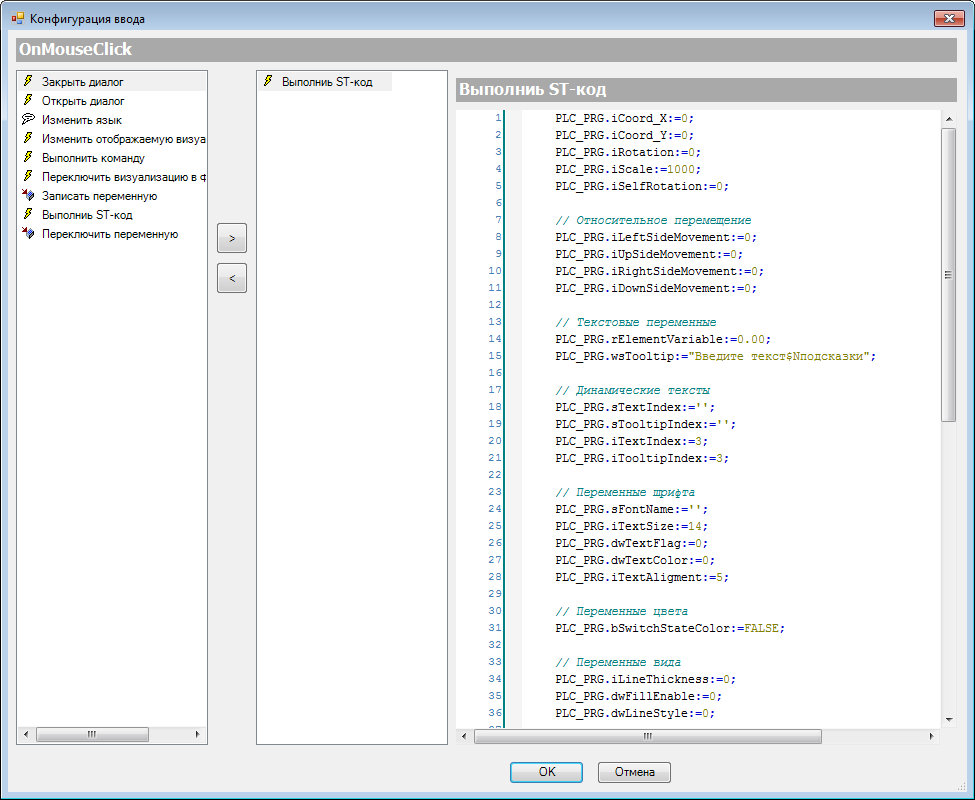 Конфигурация ввода
OnMouseClick
Закрыть диалог
Открыть диалог
Изменить язык
Изменить отображаемую визуа
Выполнить команду
Переключить визуализацию в ф
Записать переменную
Выполниь ST-код
Переключить переменную
>
<
Выполниь ST-код
Выполниь ST-код
1 PLC_PRG.iCoord_X:=0;
2 PLC_PRG.iCoord_Y:=0;
3 PLC_PRG.iRotation:=0;
4 PLC_PRG.iScale:=1000;
5 PLC_PRG.iSelfRotation:=0;
6
7 // Относительное перемещение
8 PLC_PRG.iLeftSideMovement:=0;
9 PLC_PRG.iUpSideMovement:=0;
10 PLC_PRG.iRightSideMovement:=0;
11 PLC_PRG.iDownSideMovement:=0;
12
13 // Текстовые переменные
14 PLC_PRG.rElementVariable:=0.00;
15 PLC_PRG.wsTooltip:="Введите текст$Nподсказки";
16
17 // Динамические тексты
18 PLC_PRG.sTextIndex:='';
19 PLC_PRG.sTooltipIndex:='';
20 PLC_PRG.iTextIndex:=3;
21 PLC_PRG.iTooltipIndex:=3;
22
23 // Переменные шрифта
24 PLC_PRG.sFontName:='';
25 PLC_PRG.iTextSize:=14;
26 PLC_PRG.dwTextFlag:=0;
27 PLC_PRG.dwTextColor:=0;
28 PLC_PRG.iTextAligment:=5;
29
30 // Переменные цвета
31 PLC_PRG.bSwitchStateColor:=FALSE;
32
33 // Переменные вида
34 PLC_PRG.iLineThickness:=0;
35 PLC_PRG.dwFillEnable:=0;
36 PLC_PRG.dwLineStyle:=0;
OK
Отмена